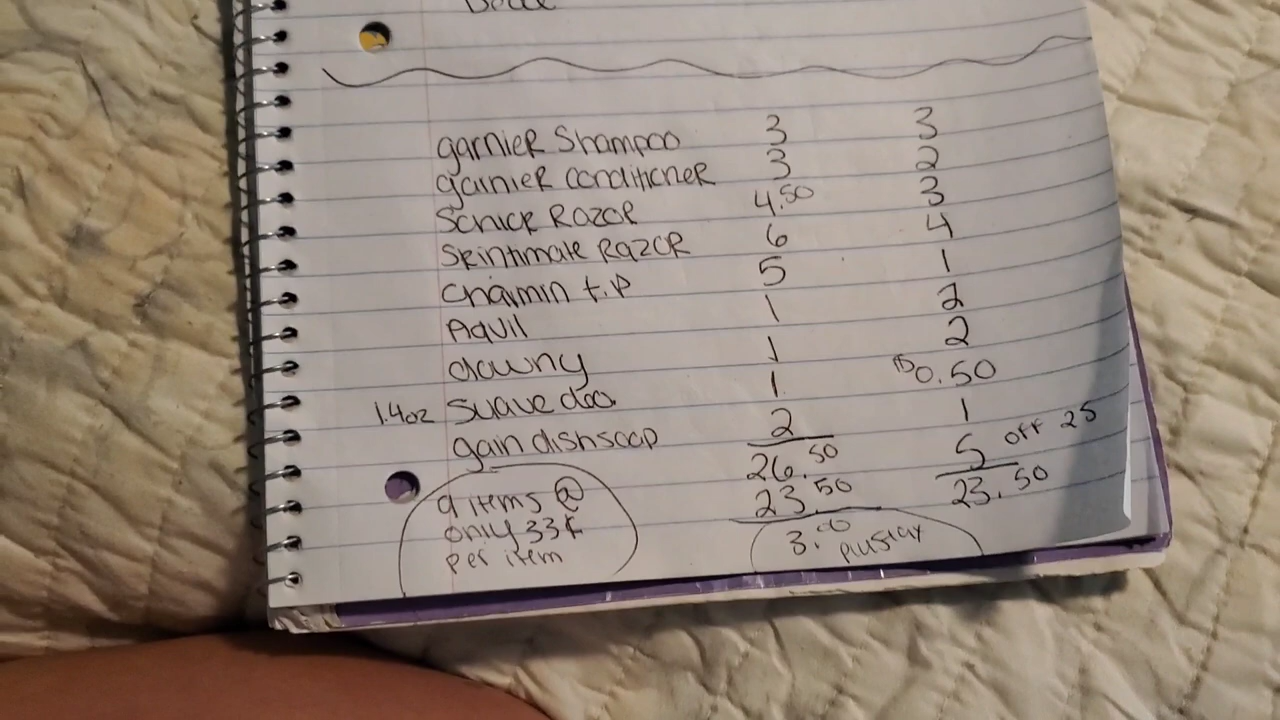 garnier Shampoo 3 3
garnier conditioner 3 2
Schick Razor 4.50 3
Skintimate Razor 6 4
Charmin t.p 5 1
Advil 1 2
downy 1 2
1.4oz Suave deo. 1 $0.50
gain dishsoap 2 1
26.50 5 off 25
9 items @ 23.50 23.50
only 33¢
per item 3.00 plus tax